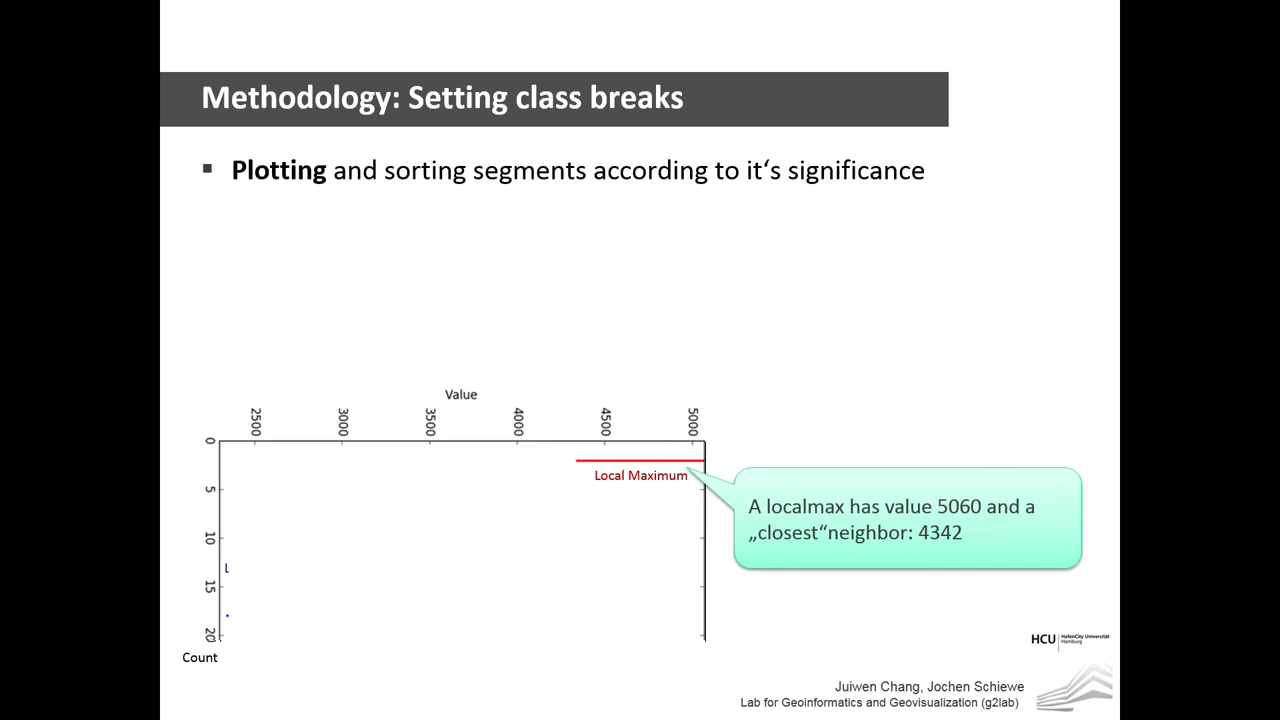 Methodology: Setting class breaks
▪ Plotting and sorting segments according to it‘s significance
Value
2500 3000 3500 4000 4500 5000
0
Local Maximum
5
A localmax has value 5060 and a
„closest“neighbor: 4342
10
L
15
20
HCU HafenCity Universität
Hamburg
Count
Juiwen Chang, Jochen Schiewe
Lab for Geoinformatics and Geovisualization (g2lab)